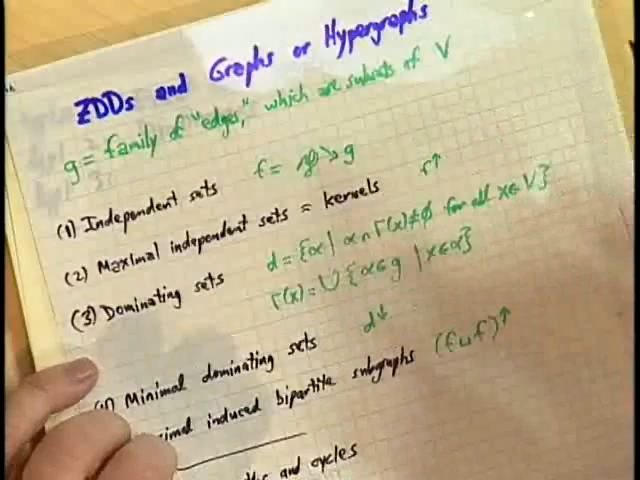 ZDDs and Graphs or Hypergraphs
g = family of "edges," which are subsets of V
(1) Independent sets f = ℘ ↘ g
(2) Maximal independent sets = kernels f↑
(3) Dominating sets d = {α | α ∩ Γ(x) ≠ ∅ for all x ∈ V}
Γ(x) = ∪ {α ∈ g | x ∈ α}
Minimal dominating sets d↓
induced bipartite subgraphs (f ⊔ f)↑
and cycles